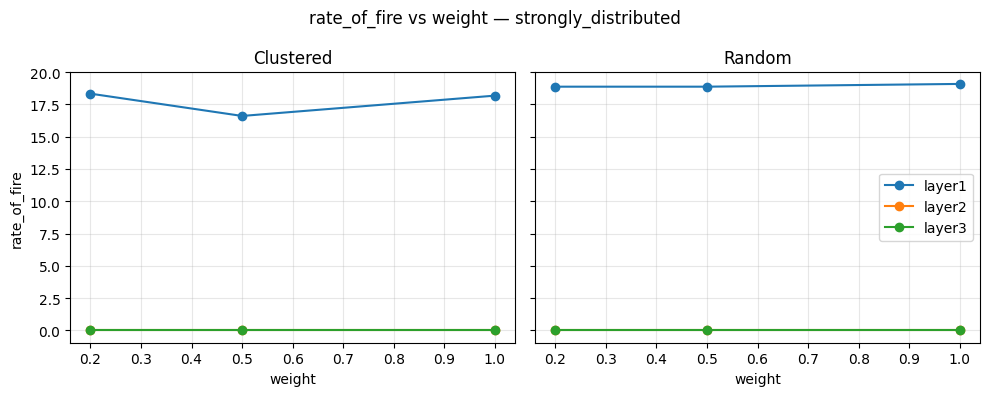 rate_of_fire vs weight — strongly_distributed
Clustered
20.0
17.5
15.0
12.5
10.0
7.5
5.0
2.5
0.0
rate_of_fire
0.2 0.3 0.4 0.5 0.6 0.7 0.8 0.9 1.0
weight
Random
layer1
layer2
layer3
0.2 0.3 0.4 0.5 0.6 0.7 0.8 0.9 1.0
weight